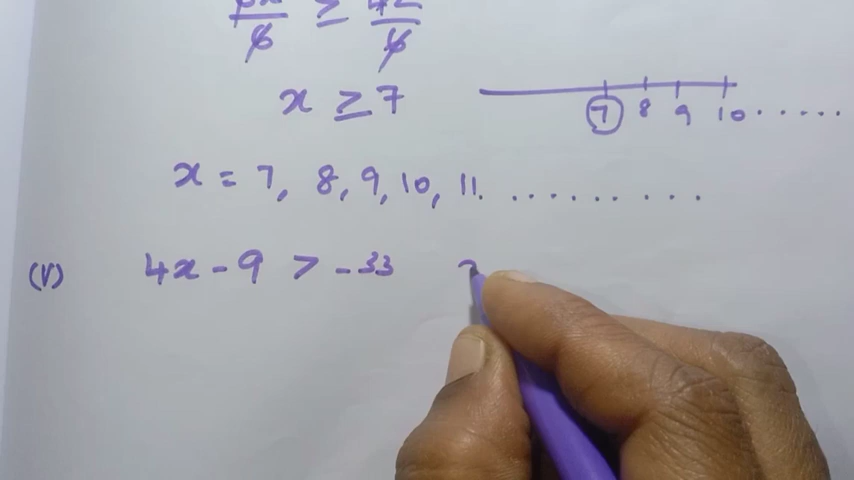 x ≥ 7
7 8 9 10 .....
x = 7, 8, 9, 10, 11. .........
(V) 4x - 9 > - 33